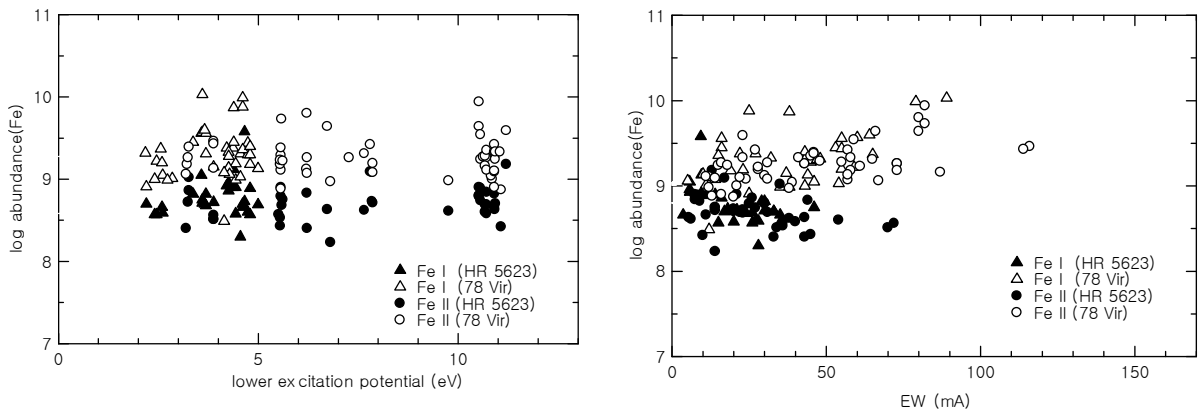 11
10
9
8
7
log abundance(Fe)
0
5
10
lower excitation potential (eV)
Fe I (HR 5623)
Fe I (78 Vir)
Fe II (HR 5623)
Fe II (78 Vir)
11
10
9
8
7
log abundance(Fe)
0
50
100
150
EW (mA)
Fe I (HR 5623)
Fe I (78 Vir)
Fe II (HR 5623)
Fe II (78 Vir)